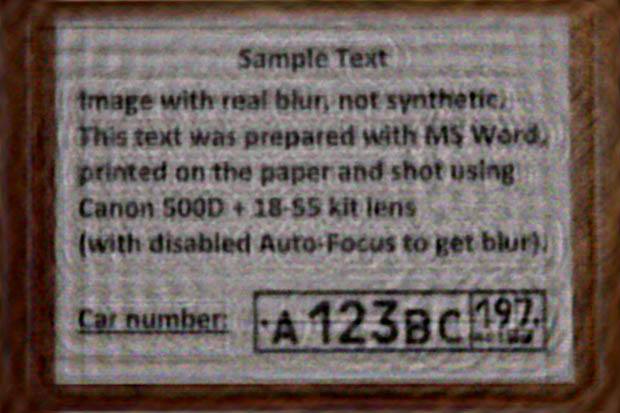 Sample Text
Image with real blur, not synthetic.
This text was prepared with MS Word,
printed on the paper and shot using
Canon 500D + 18-55 kit lens
(with disabled Auto-Focus to get blur).
Car number: A123BC 197